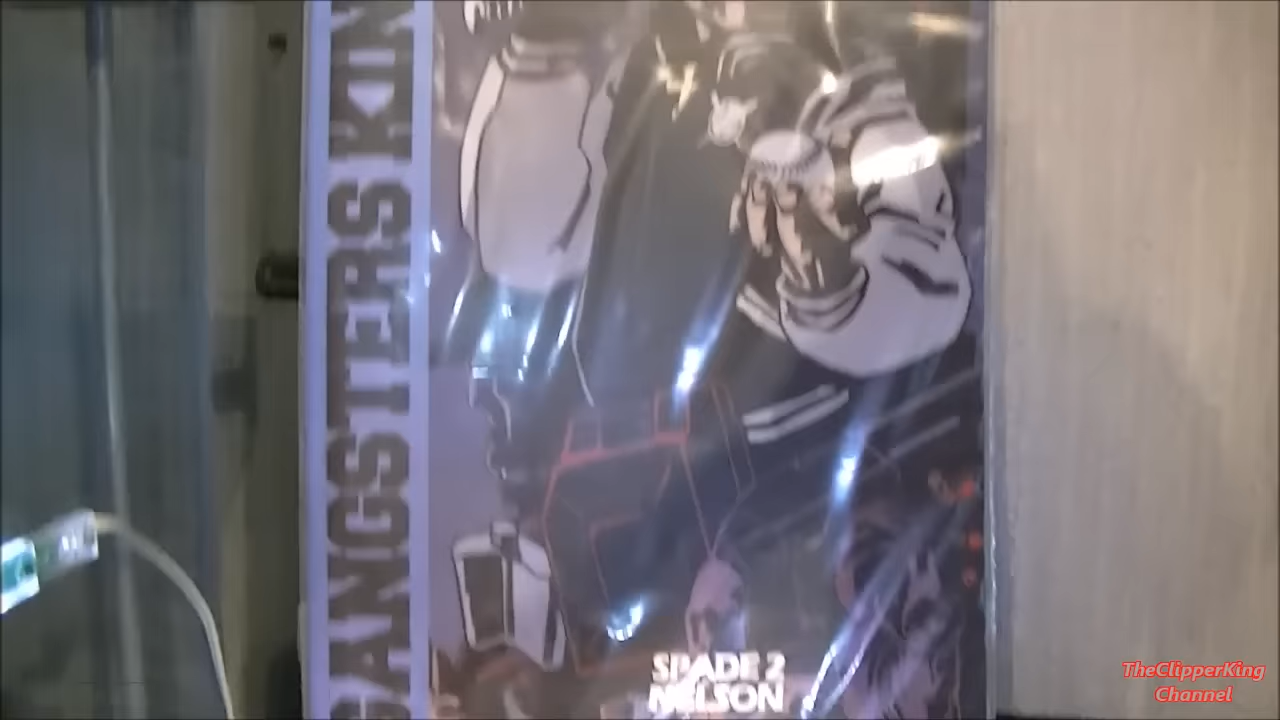 GANGSTERS KIN
SPADE 2
NELSON
TheClipperKing
Channel